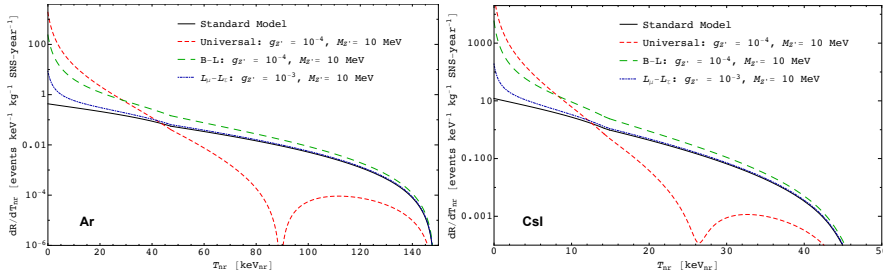 dR/dTnr [events keV⁻¹ kg⁻¹ SNS-year⁻¹]
100
0.1
10⁻⁴
10⁻⁶
Standard Model
Universal: gZ' = 10⁻⁴, MZ' = 10 MeV
B-L: gZ' = 10⁻⁴, MZ' = 10 MeV
Lμ-Lτ: gZ' = 10⁻³, MZ' = 10 MeV
Ar
0 20 40 60 80 100 120 140
Tnr [keVnr]
dR/dTnr [events keV⁻¹ kg⁻¹ SNS-year⁻¹]
1000
10
0.100
0.001
Standard Model
Universal: gZ' = 10⁻⁴, MZ' = 10 MeV
B-L: gZ' = 10⁻⁴, MZ' = 10 MeV
Lμ-Lτ: gZ' = 10⁻³, MZ' = 10 MeV
CsI
0 10 20 30 40 50
Tnr [keVnr]